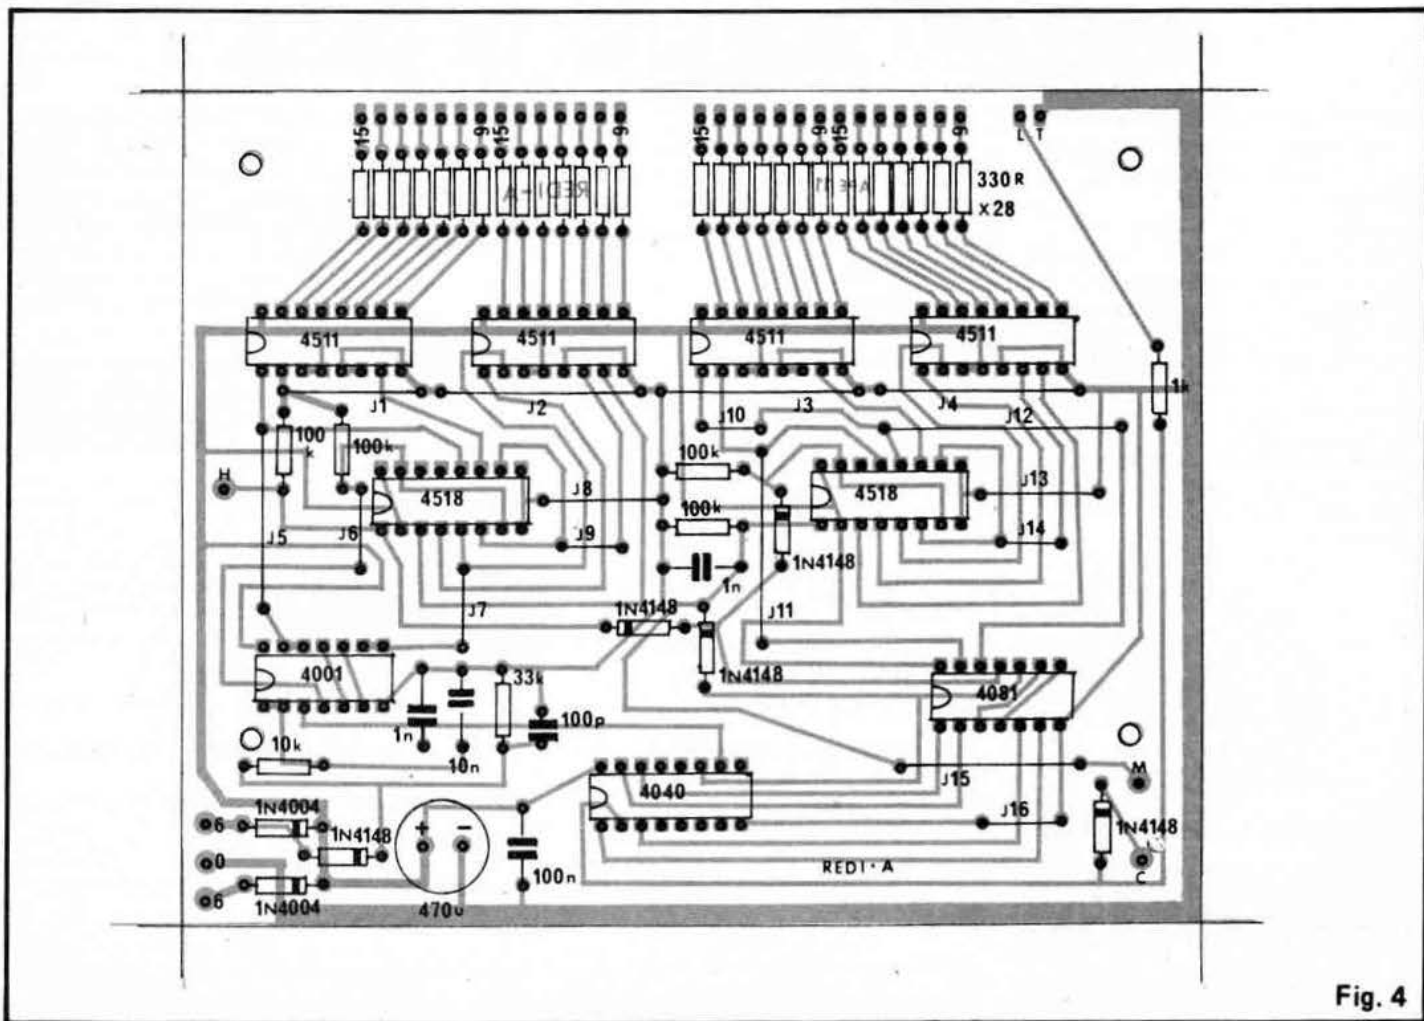 15 9 15 9 15 9 15 9 L T
REDI-A
330R
X28
4511 4511 4511 4511
J1 J2 J10 J3 J4 J12 1k
100k 100k 100k
H 4518 J8 4518 J13
100k
J5 J6 J9 J14
1n 1N4148
J7 1N4148 J11
4001 33k 1N4148 4081
1n 100p
10k 10n M
4040 J15
1N4004 J16
6 1N4148 + - 1N4148
0 100n REDI-A C
6
1N4004 470u
Fig. 4